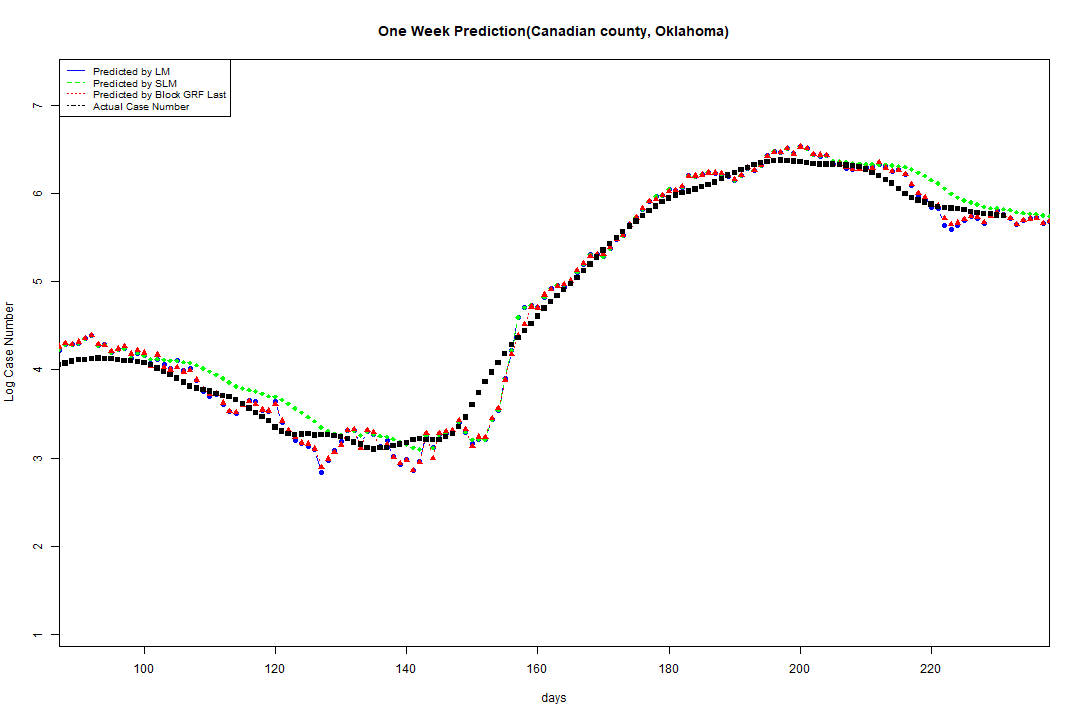 One Week Prediction(Canadian county, Oklahoma)
Predicted by LM
Predicted by SLM
Predicted by Block GRF Last
Actual Case Number
7
6
5
4
3
2
1
Log Case Number
100 120 140 160 180 200 220
days